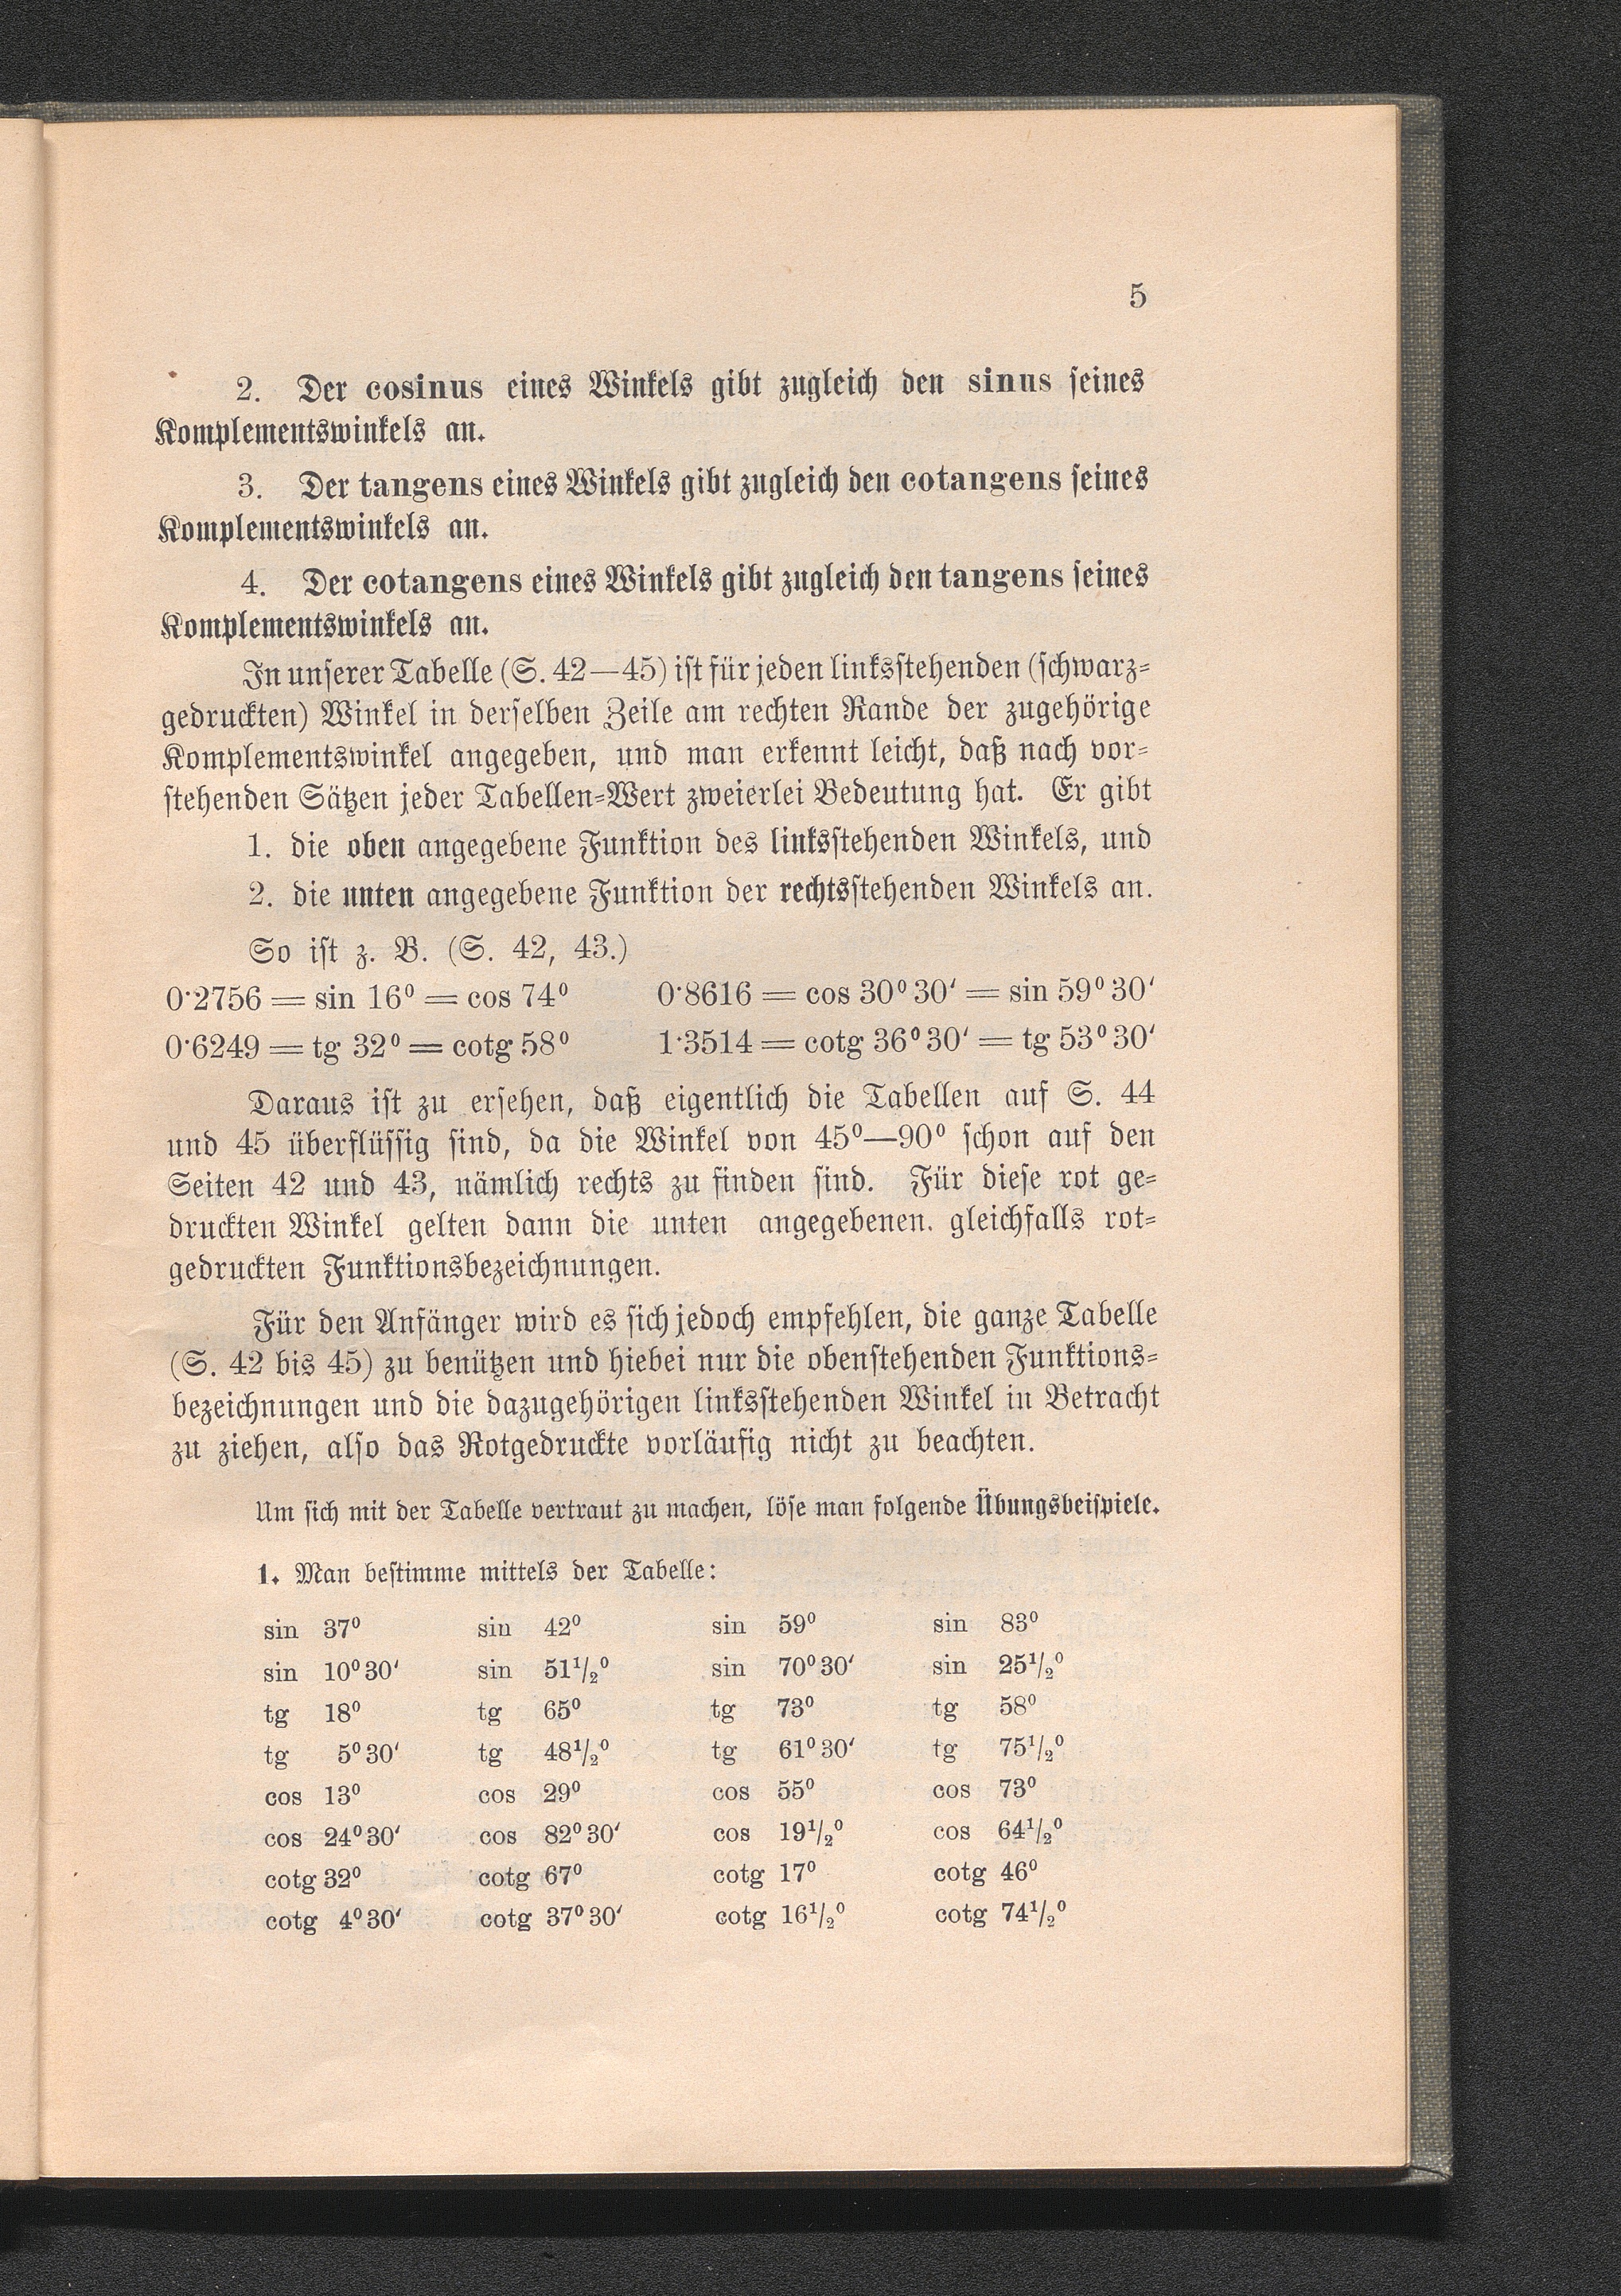 5
2. Der cosinus eines Winkels gibt zugleich den sinus seines
Komplementswinkels an.
3. Der tangens eines Winkels gibt zugleich den cotangens seines
Komplementswinkels an.
4. Der cotangens eines Winkels gibt zugleich den tangens seines
Komplementswinkels an.
In unserer Tabelle (S. 42—45) ist für jeden linksstehenden (schwarz-
gedruckten) Winkel in derselben Zeile am rechten Rande der zugehörige
Komplementswinkel angegeben, und man erkennt leicht, daß nach vor-
stehenden Sätzen jeder Tabellen-Wert zweierlei Bedeutung hat. Er gibt
1. die oben angegebene Funktion des linksstehenden Winkels, und
2. die unten angegebene Funktion der rechtsstehenden Winkels an.
So ist z. B. (S. 42, 43.)
0·2756 = sin 16⁰ = cos 74⁰ 0·8616 = cos 30⁰ 30′ = sin 59⁰ 30′
0·6249 = tg 32⁰ = cotg 58⁰ 1·3514 = cotg 36⁰ 30′ = tg 53⁰ 30′
Daraus ist zu ersehen, daß eigentlich die Tabellen auf S. 44
und 45 überflüssig sind, da die Winkel von 45⁰—90⁰ schon auf den
Seiten 42 und 43, nämlich rechts zu finden sind. Für diese rot ge-
druckten Winkel gelten dann die unten angegebenen. gleichfalls rot-
gedruckten Funktionsbezeichnungen.
Für den Anfänger wird es sich jedoch empfehlen, die ganze Tabelle
(S. 42 bis 45) zu benützen und hiebei nur die obenstehenden Funktions-
bezeichnungen und die dazugehörigen linksstehenden Winkel in Betracht
zu ziehen, also das Rotgedruckte vorläufig nicht zu beachten.
Um sich mit der Tabelle vertraut zu machen, löse man folgende Übungsbeispiele.
1. Man bestimme mittels der Tabelle:
sin 37⁰ sin 42⁰ sin 59⁰ sin 83⁰
sin 10⁰ 30′ sin 51¹/₂⁰ sin 70⁰ 30′ sin 25¹/₂⁰
tg 18⁰ tg 65⁰ tg 73⁰ tg 58⁰
tg 5⁰ 30′ tg 48¹/₂⁰ tg 61⁰ 30′ tg 75¹/₂⁰
cos 13⁰ cos 29⁰ cos 55⁰ cos 73⁰
cos 24⁰ 30′ cos 82⁰ 30′ cos 19¹/₂⁰ cos 64¹/₂⁰
cotg 32⁰ cotg 67⁰ cotg 17⁰ cotg 46⁰
cotg 4⁰ 30′ cotg 37⁰ 30′ cotg 16¹/₂⁰ cotg 74¹/₂⁰